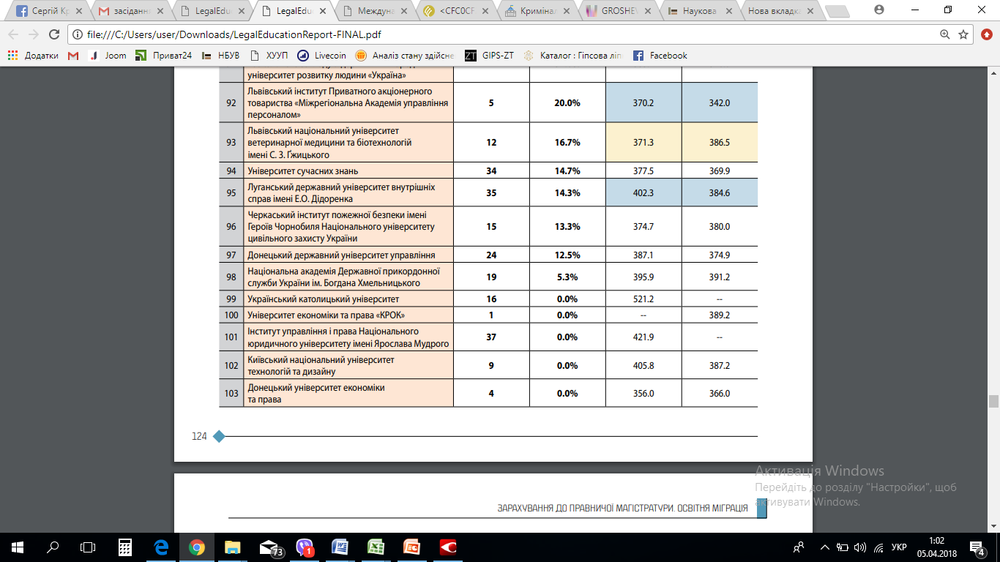 Сергій Кр
засідання
LegalEdu
LegalEdu
Междуна
<CFC0CF
Криміна
GROSHEV
Наукова
Нова вкладка
file:///C:/Users/user/Downloads/LegalEducationReport-FINAL.pdf
Додатки
Joom
Приват24
НБУВ
ХУУП
Livecoin
Аналіз стану здійсне
ZT GIPS-ZT
Каталог : Гіпсова ліп
Facebook
університет розвитку людини «Україна»
92 Львівський інститут Приватного акціонерного товариства «Міжрегіональна Академія управління персоналом» 5 20.0% 370.2 342.0
93 Львівський національний університет ветеринарної медицини та біотехнологій імені С. З. Ґжицького 12 16.7% 371.3 386.5
94 Університет сучасних знань 34 14.7% 377.5 369.9
95 Луганський державний університет внутрішніх справ імені Е.О. Дідоренка 35 14.3% 402.3 384.6
96 Черкаський інститут пожежної безпеки імені Героїв Чорнобиля Національного університету цивільного захисту України 15 13.3% 374.7 380.0
97 Донецький державний університет управління 24 12.5% 387.1 374.9
98 Національна академія Державної прикордонної служби України ім. Богдана Хмельницького 19 5.3% 395.9 391.2
99 Український католицький університет 16 0.0% 521.2 --
100 Університет економіки та права «КРОК» 1 0.0% -- 389.2
101 Інститут управління і права Національного юридичного університету імені Ярослава Мудрого 37 0.0% 421.9 --
102 Київський національний університет технологій та дизайну 9 0.0% 405.8 387.2
103 Донецький університет економіки та права 4 0.0% 356.0 366.0
124
Активація Windows
Перейдіть до розділу "Настройки", щоб активувати Windows.
ЗАРАХУВАННЯ ДО ПРАВНИЧОЇ МАГІСТРАТУРИ. ОСВІТНЯ МІГРАЦІЯ
73
1
УКР
1:02
05.04.2018
4